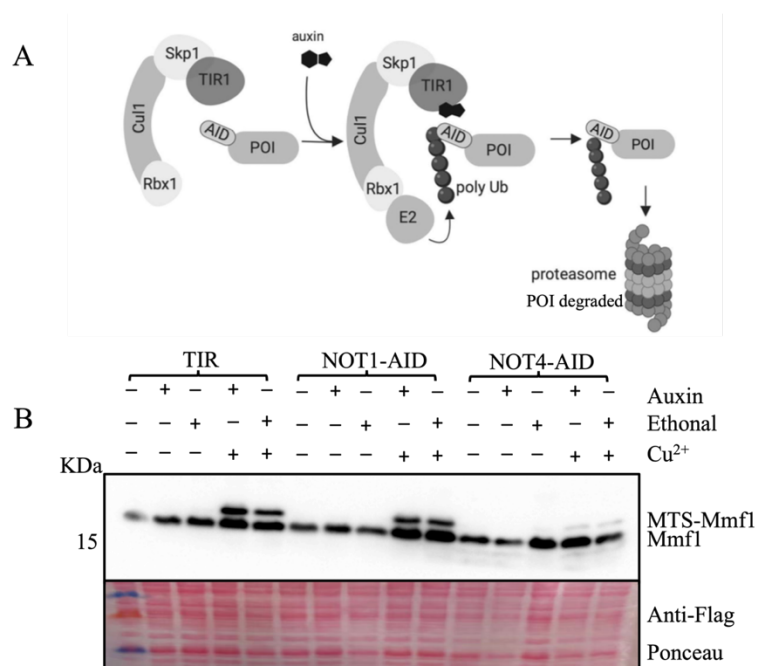 A
Skp1
TIR1
Cul1
AID
POI
Rbx1
auxin
Skp1
TIR1
Cul1
AID
POI
Rbx1
poly Ub
E2
AID
POI
proteasome
POI degraded
B
TIR NOT1-AID NOT4-AID
− + − + − − + − + − − + − + − Auxin
− − + − + − − + − + − − + − + Ethonal
− − − + + − − − + + − − − + + Cu²⁺
KDa
MTS-Mmf1
15 Mmf1
Anti-Flag
Ponceau